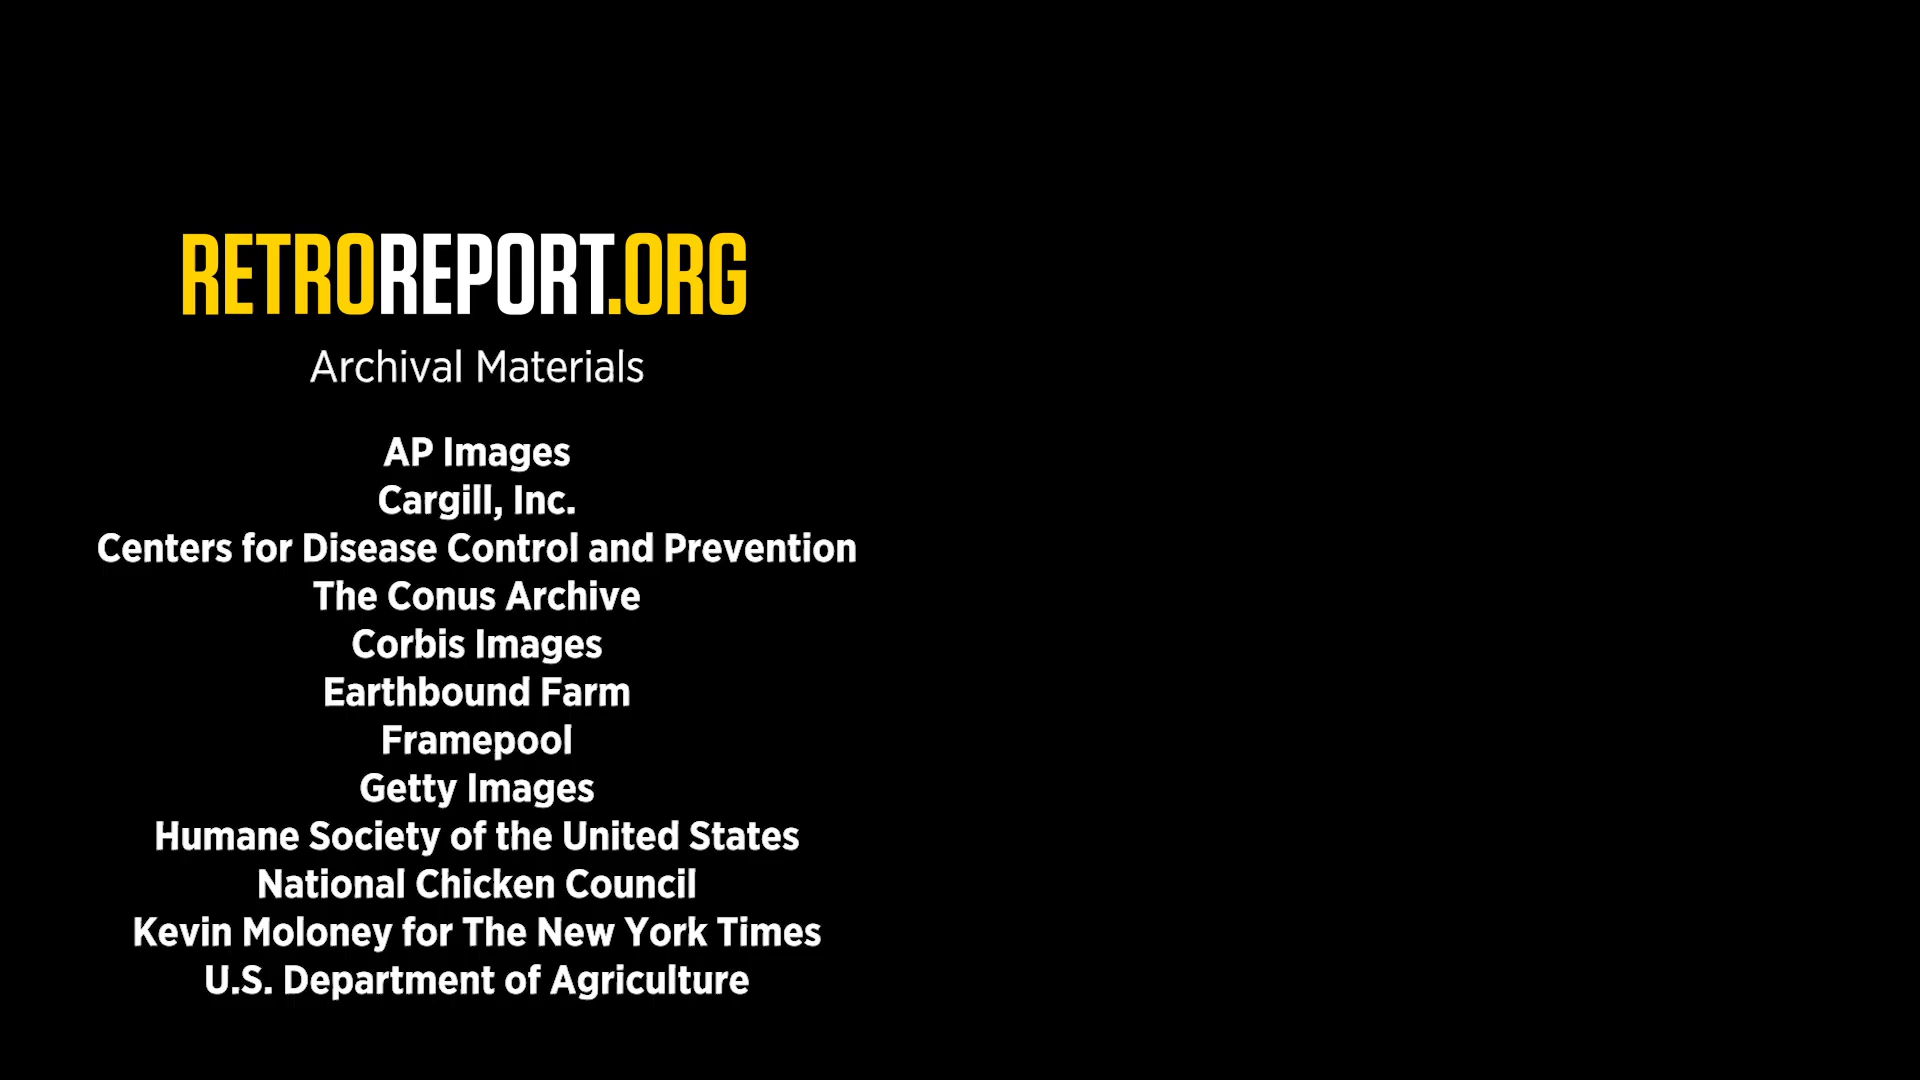 RETROREPORT.ORG
Archival Materials
AP Images
Cargill, Inc.
Centers for Disease Control and Prevention
The Conus Archive
Corbis Images
Earthbound Farm
Framepool
Getty Images
Humane Society of the United States
National Chicken Council
Kevin Moloney for The New York Times
U.S. Department of Agriculture